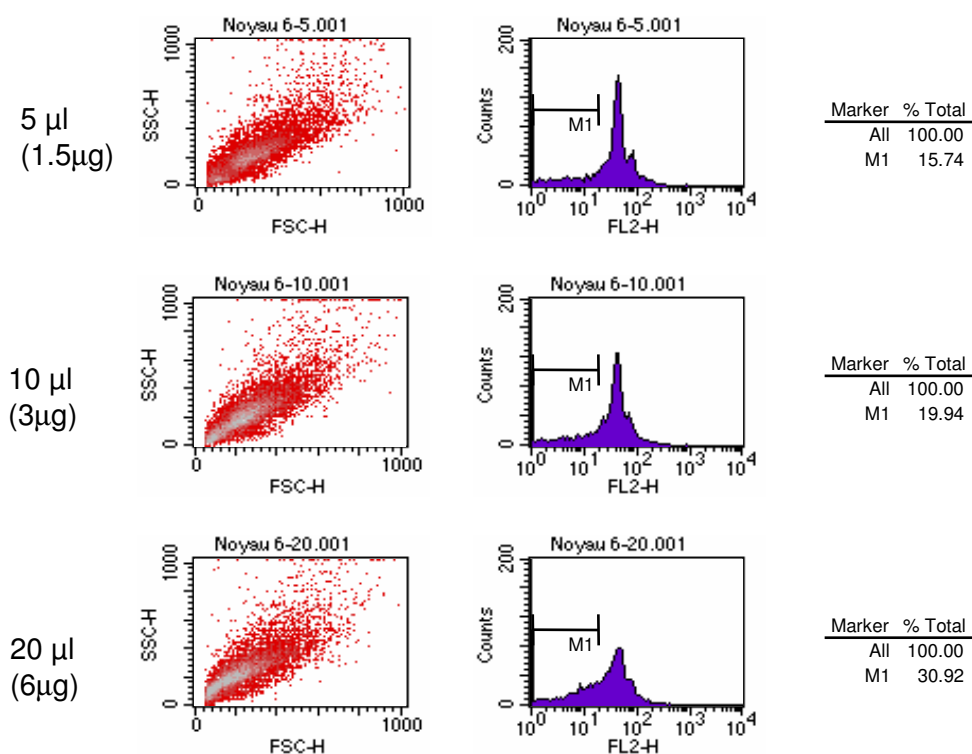 Noyau 6-5.001
Noyau 6-5.001
5 µl
(1.5µg)
SSC-H
1000
0
0
1000
FSC-H
Counts
200
0
M1
10^0 10^1 10^2 10^3 10^4
FL2-H
Marker % Total
All 100.00
M1 15.74
Noyau 6-10.001
Noyau 6-10.001
10 µl
(3µg)
SSC-H
1000
0
0
1000
FSC-H
Counts
200
0
M1
10^0 10^1 10^2 10^3 10^4
FL2-H
Marker % Total
All 100.00
M1 19.94
Noyau 6-20.001
Noyau 6-20.001
20 µl
(6µg)
SSC-H
1000
0
0
1000
FSC-H
Counts
200
0
M1
10^0 10^1 10^2 10^3 10^4
FL2-H
Marker % Total
All 100.00
M1 30.92